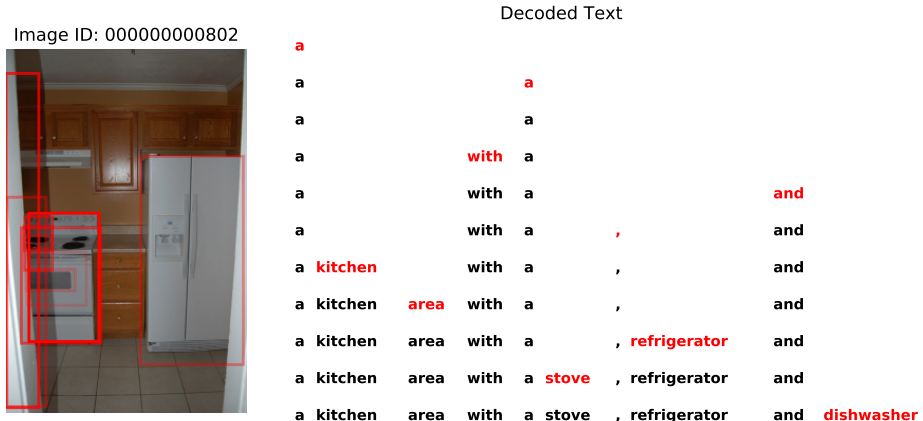 Decoded Text
Image ID: 000000000802
a
a a
a a
a with a
a with a and
a with a , and
a kitchen with a , and
a kitchen area with a , and
a kitchen area with a , refrigerator and
a kitchen area with a stove , refrigerator and
a kitchen area with a stove , refrigerator and dishwasher